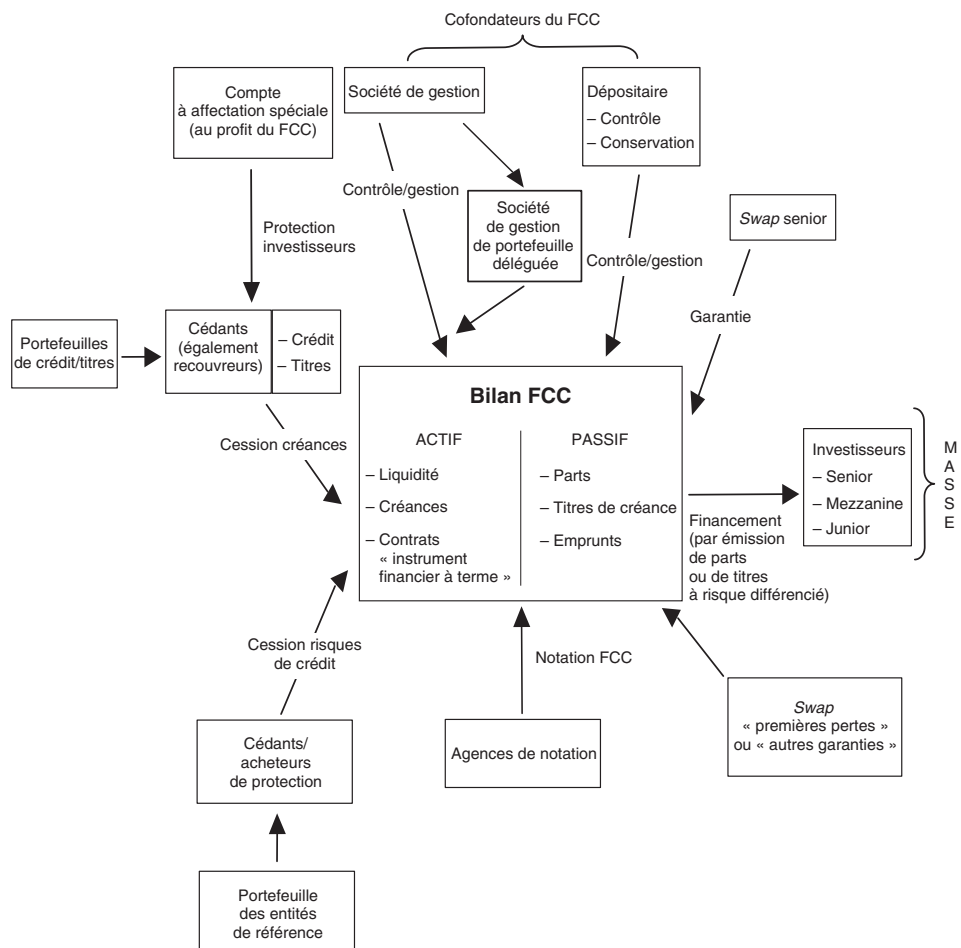 Cofondateurs du FCC
Compte
à affectation spéciale
(au profit du FCC)
Société de gestion
Dépositaire
– Contrôle
– Conservation
Contrôle/gestion
Société
de gestion
de portefeuille
déléguée
Swap senior
Protection
investisseurs
Contrôle/gestion
Garantie
Portefeuilles
de crédit/titres
Cédants
(également
recouvreurs)
– Crédit
– Titres
Bilan FCC
Cession créances
ACTIF
– Liquidité
– Créances
– Contrats
« instrument
financier à terme »
PASSIF
– Parts
– Titres de créance
– Emprunts
Investisseurs
– Senior
– Mezzanine
– Junior
M
A
S
S
E
Financement
(par émission
de parts
ou de titres
à risque différencié)
Cession risques
de crédit
Notation FCC
Cédants/
acheteurs
de protection
Agences de notation
Swap
« premières pertes »
ou « autres garanties »
Portefeuille
des entités
de référence